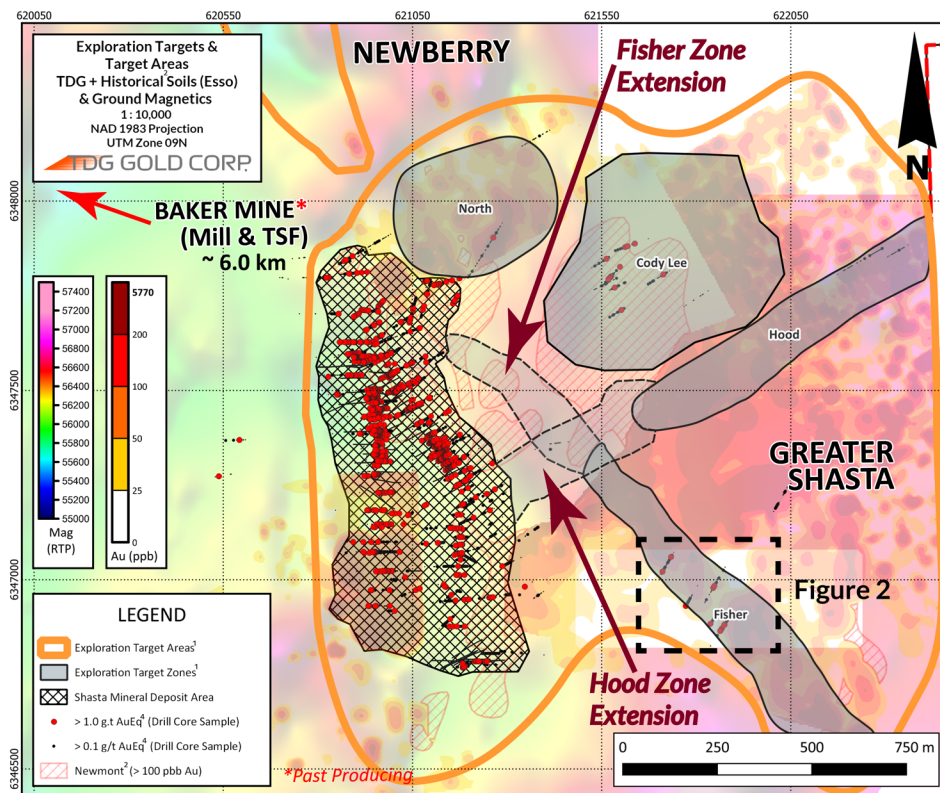 620050
620550
621050
621550
622050
Exploration Targets &
Target Areas
TDG + Historical Soils (Esso)2
& Ground Magnetics
1 : 10,000
NAD 1983 Projection
UTM Zone 09N
TDG GOLD CORP.
NEWBERRY
Fisher Zone
Extension
N
6348000
BAKER MINE*
(Mill & TSF)
~ 6.0 km
North
Cody Lee
Hood
57400
57200
57000
56800
56600
56400
56200
56000
55800
55600
55400
55200
55000
Mag
(RTP)
5770
200
100
50
25
0
Au (ppb)
6347500
GREATER
SHASTA
6347000
Figure 2
Fisher
LEGEND
Exploration Target Areas1
Exploration Target Zones1
Shasta Mineral Deposit Area
> 1.0 g.t AuEq4 (Drill Core Sample)
> 0.1 g/t AuEq4 (Drill Core Sample)
Newmont2 (> 100 ppb Au)
Hood Zone
Extension
6346500
*Past Producing
0 250 500 750 m